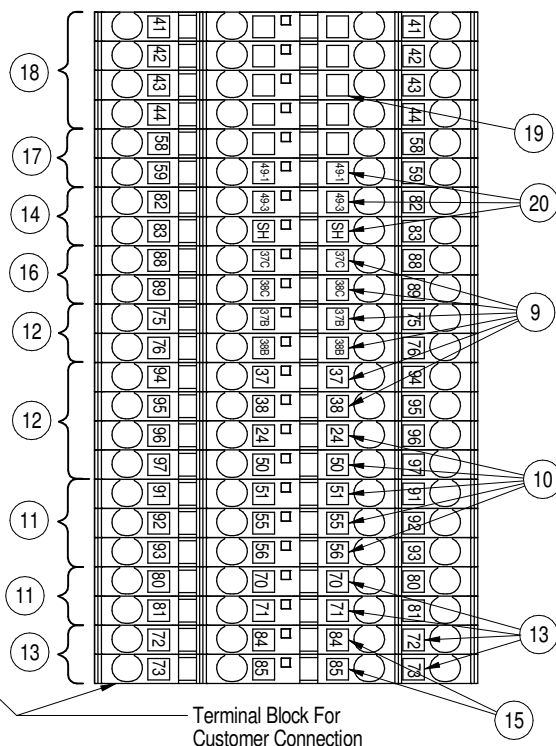 41 41
42 42
18
43 43
44 44
19
58 58
17
59 49-1 49-1 59
82 49-3 49-3 82
14
20
83 SH SH 83
88 37C 37C 88
16
89 38C 38C 89
9
75 37B 37B 75
12
76 38B 38B 76
94 37 37 94
95 38 38 95
12
96 24 24 96
97 50 50 97
10
91 51 51 91
11
92 55 55 92
93 56 56 93
80 70 70 80
11
81 71 71 81
13
72 84 84 72
13
73 85 85 73
15
Terminal Block For
Customer Connection